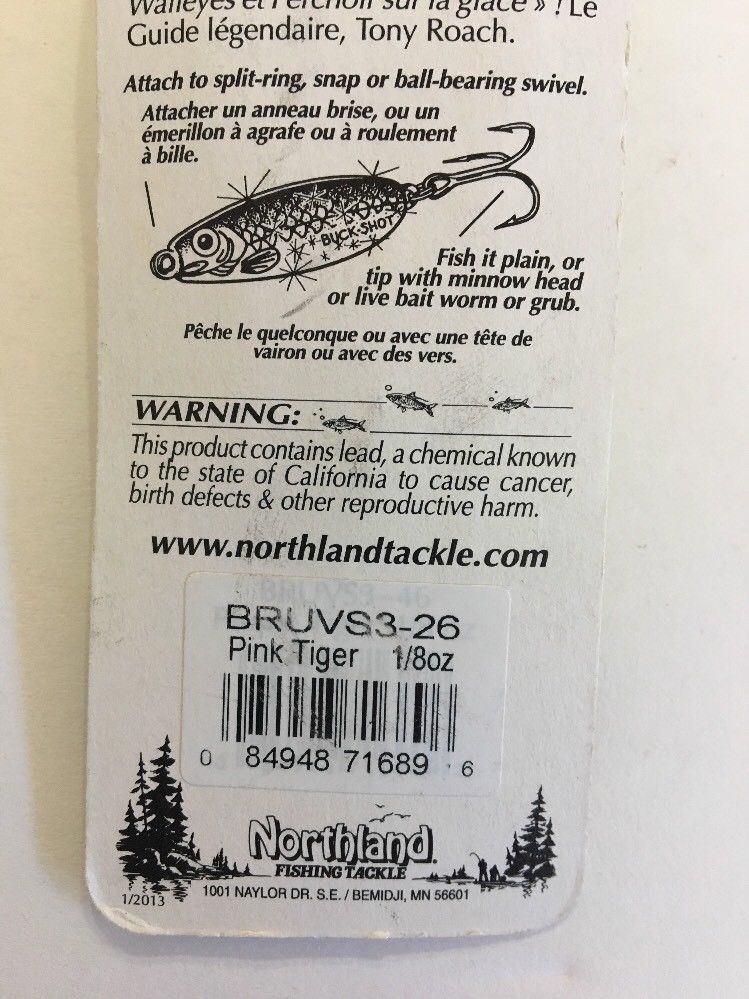 Walleyes et l'erchoil sur la glace » ! Le
Guide légendaire, Tony Roach.
Attach to split-ring, snap or ball-bearing swivel.
Attacher un anneau brise, ou un
émerillon à agrafe ou à roulement
à bille.
BUCK-SHOT
Fish it plain, or
tip with minnow head
or live bait worm or grub.
Pêche le quelconque ou avec une tête de
vairon ou avec des vers.
WARNING:
This product contains lead, a chemical known
to the state of California to cause cancer,
birth defects & other reproductive harm.
www.northlandtackle.com
BRUVS3-26
Pink Tiger 1/8oz
0 84948 71689 6
Northland
FISHING TACKLE
1/2013
1001 NAYLOR DR. S.E. / BEMIDJI, MN 56601